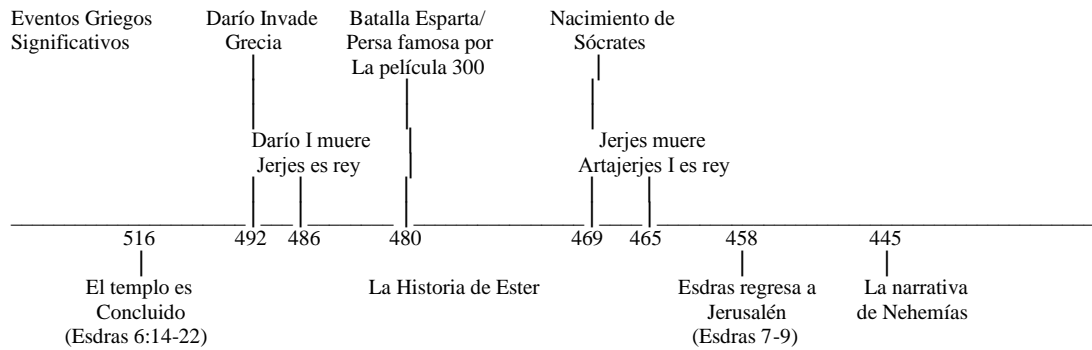 Eventos Griegos
Significativos
Darío Invade
Grecia
Batalla Esparta/
Persa famosa por
La película 300
Nacimiento de
Sócrates
Darío I muere
Jerjes es rey
Jerjes muere
Artajerjes I es rey
516 492 486 480 469 465 458 445
El templo es
Concluido
(Esdras 6:14-22)
La Historia de Ester
Esdras regresa a
Jerusalén
(Esdras 7-9)
La narrativa
de Nehemías